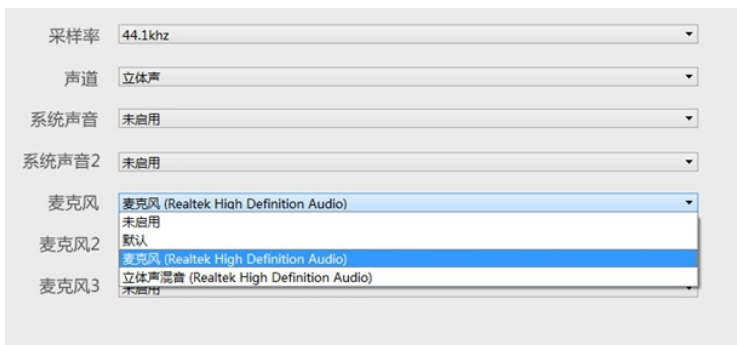 采样率 44.1khz
声道 立体声
系统声音 未启用
系统声音2 未启用
麦克风 麦克风 (Realtek High Definition Audio)
未启用
默认
麦克风2
麦克风 (Realtek High Definition Audio)
立体声混音 (Realtek High Definition Audio)
麦克风3 未启用